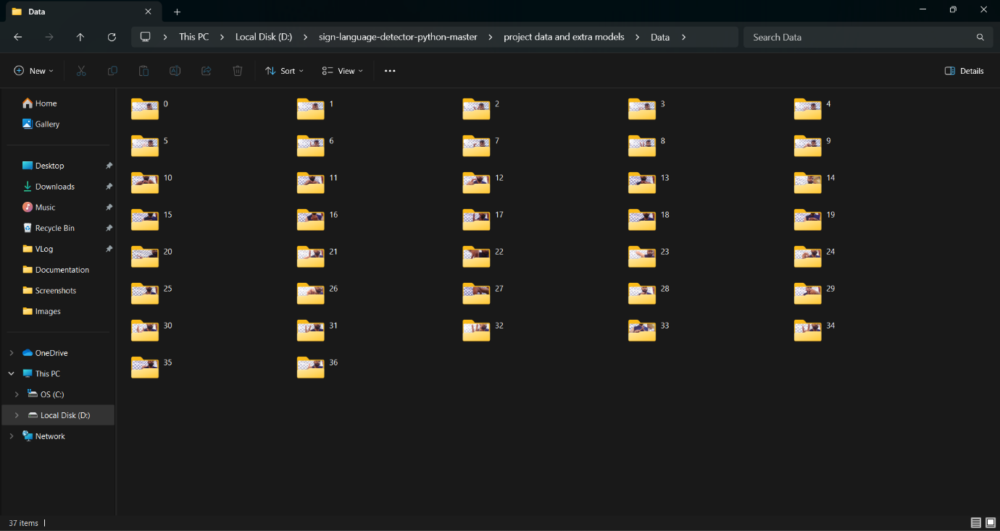 Data
This PC Local Disk (D:) sign-language-detector-python-master project data and extra models Data
Search Data
New Sort View Details
Home
Gallery
Desktop
Downloads
Music
Recycle Bin
VLog
Documentation
Screenshots
Images
OneDrive
This PC
OS (C:)
Local Disk (D:)
Network
0 1 2 3 4
5 6 7 8 9
10 11 12 13 14
15 16 17 18 19
20 21 22 23 24
25 26 27 28 29
30 31 32 33 34
35 36
37 items